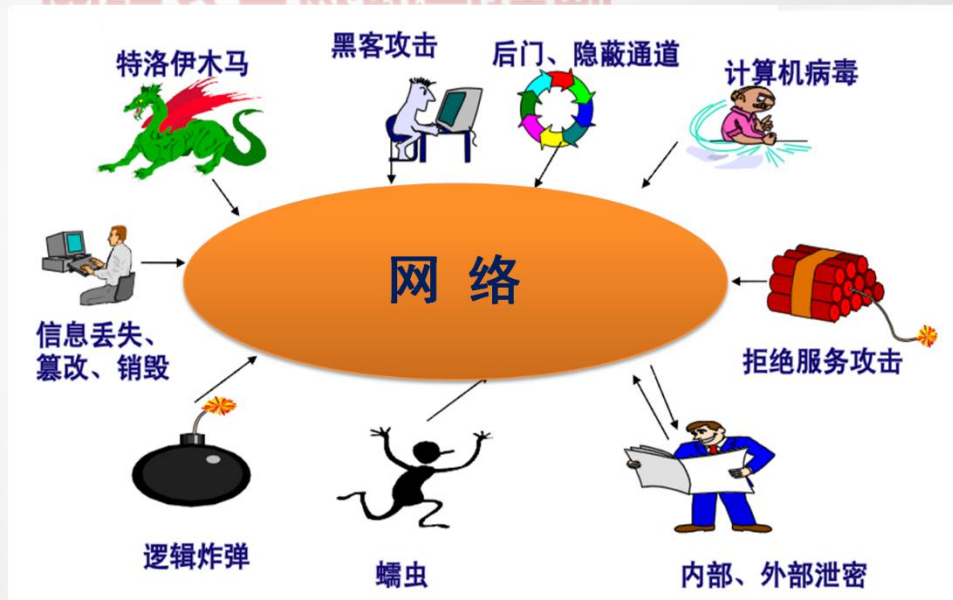 特洛伊木马
黑客攻击
后门、隐蔽通道
计算机病毒
网 络
信息丢失、
篡改、销毁
拒绝服务攻击
逻辑炸弹
蠕虫
内部、外部泄密